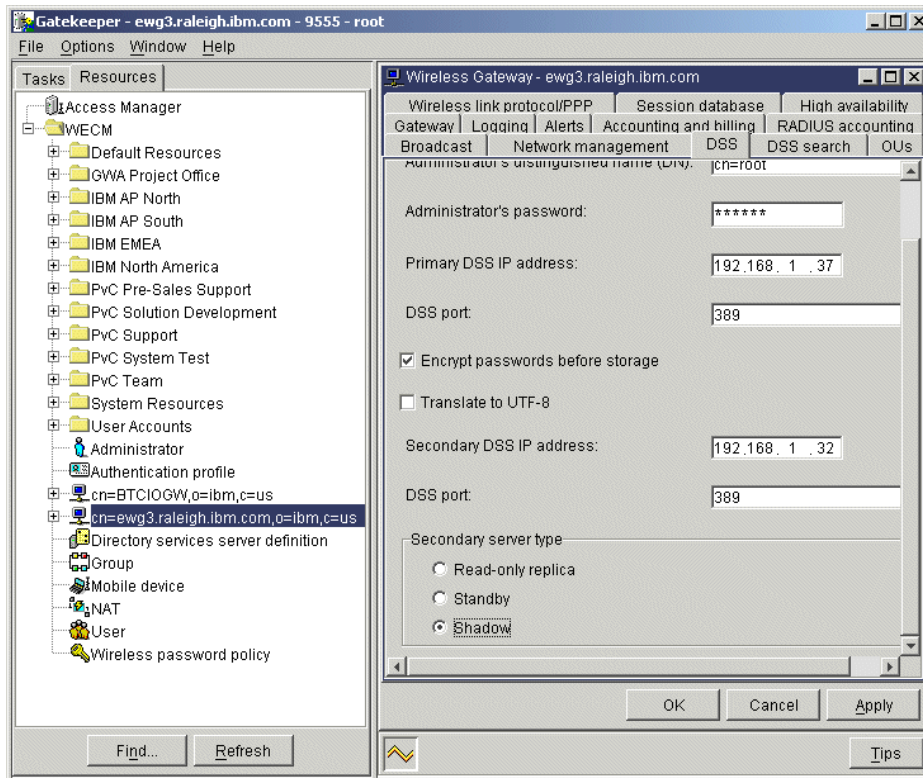 Gatekeeper - ewg3.raleigh.ibm.com - 9555 - root
File Options Window Help
Tasks Resources
Access Manager
WECM
Default Resources
GWA Project Office
IBM AP North
IBM AP South
IBM EMEA
IBM North America
PvC Pre-Sales Support
PvC Solution Development
PvC Support
PvC System Test
PvC Team
System Resources
User Accounts
Administrator
Authentication profile
cn=BTCIOGW,o=ibm,c=us
cn=ewg3.raleigh.ibm.com,o=ibm,c=us
Directory services server definition
Group
Mobile device
NAT
User
Wireless password policy
Find... Refresh
Wireless Gateway - ewg3.raleigh.ibm.com
Wireless link protocol/PPP Session database High availability
Gateway Logging Alerts Accounting and billing RADIUS accounting
Broadcast Network management DSS DSS search OUs
Administrator's distinguished name (DN): cn=root
Administrator's password: ******
Primary DSS IP address: 192.168. 1 .37
DSS port: 389
Encrypt passwords before storage
Translate to UTF-8
Secondary DSS IP address: 192.168. 1 .32
DSS port: 389
Secondary server type
Read-only replica
Standby
Shadow
OK Cancel Apply
Tips